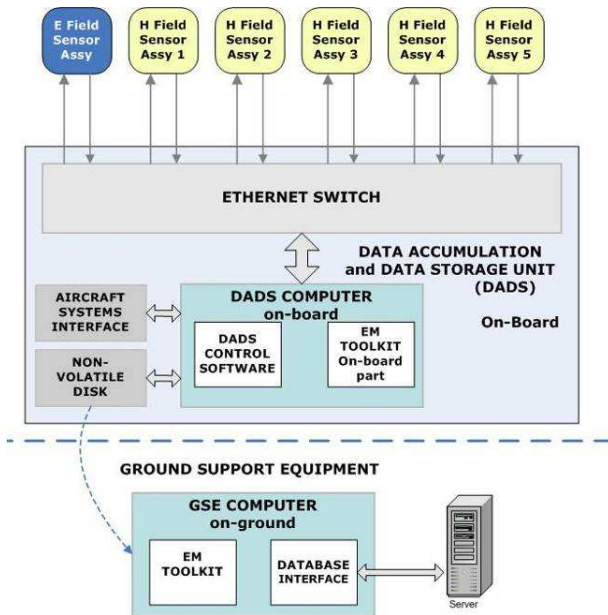 E Field
Sensor
Assy
H Field
Sensor
Assy 1
H Field
Sensor
Assy 2
H Field
Sensor
Assy 3
H Field
Sensor
Assy 4
H Field
Sensor
Assy 5
ETHERNET SWITCH
DATA ACCUMULATION
and DATA STORAGE UNIT
(DADS)
On-Board
AIRCRAFT
SYSTEMS
INTERFACE
NON-
VOLATILE
DISK
DADS COMPUTER
on-board
DADS
CONTROL
SOFTWARE
EM
TOOLKIT
On-board
part
GROUND SUPPORT EQUIPMENT
GSE COMPUTER
on-ground
EM
TOOLKIT
DATABASE
INTERFACE
Server